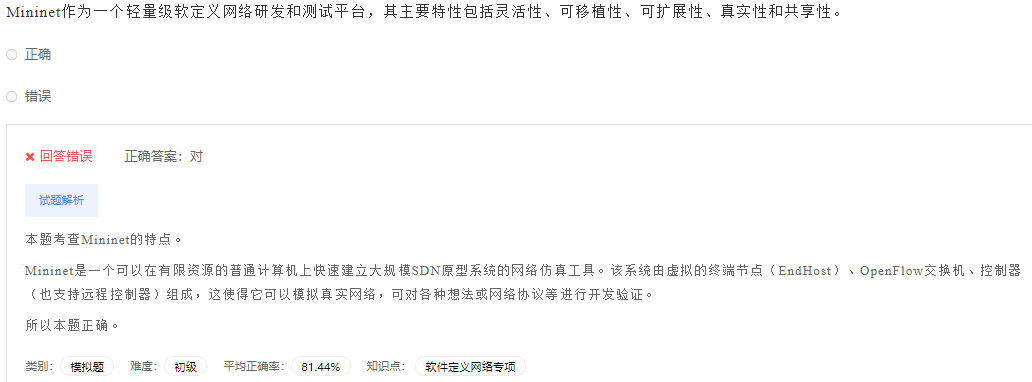 Mininet作为一个轻量级软定义网络研发和测试平台，其主要特性包括灵活性、可移植性、可扩展性、真实性和共享性。
正确
错误
回答错误 正确答案：对
试题解析
本题考查Mininet的特点。
Mininet是一个可以在有限资源的普通计算机上快速建立大规模SDN原型系统的网络仿真工具。该系统由虚拟的终端节点（EndHost）、OpenFlow交换机、控制器
（也支持远程控制器）组成，这使得它可以模拟真实网络，可对各种想法或网络协议等进行开发验证。
所以本题正确。
类别： 模拟题 难度： 初级 平均正确率： 81.44% 知识点： 软件定义网络专项